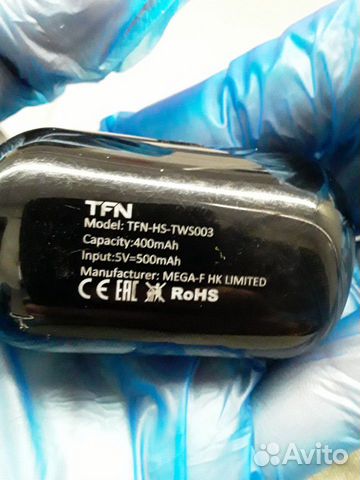 TFN
Model: TFN-HS-TWS003
Capacity:400mAh
Input:5V=500mAh
Manufacturer: MEGA-F HK LIMITED
CE EAC RoHS
Avito